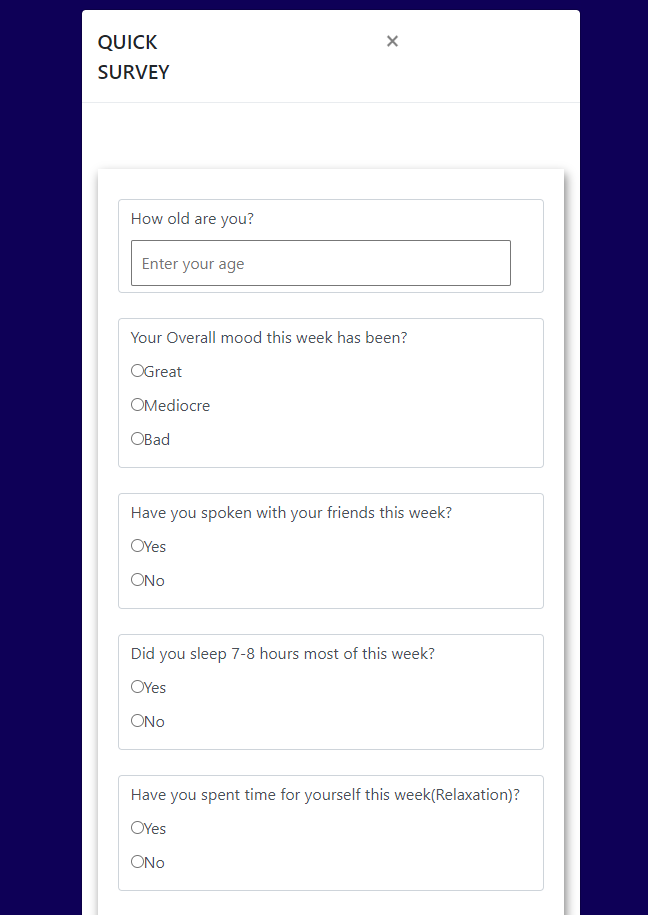 QUICK
SURVEY
×
How old are you?
Enter your age
Your Overall mood this week has been?
Great
Mediocre
Bad
Have you spoken with your friends this week?
Yes
No
Did you sleep 7-8 hours most of this week?
Yes
No
Have you spent time for yourself this week(Relaxation)?
Yes
No